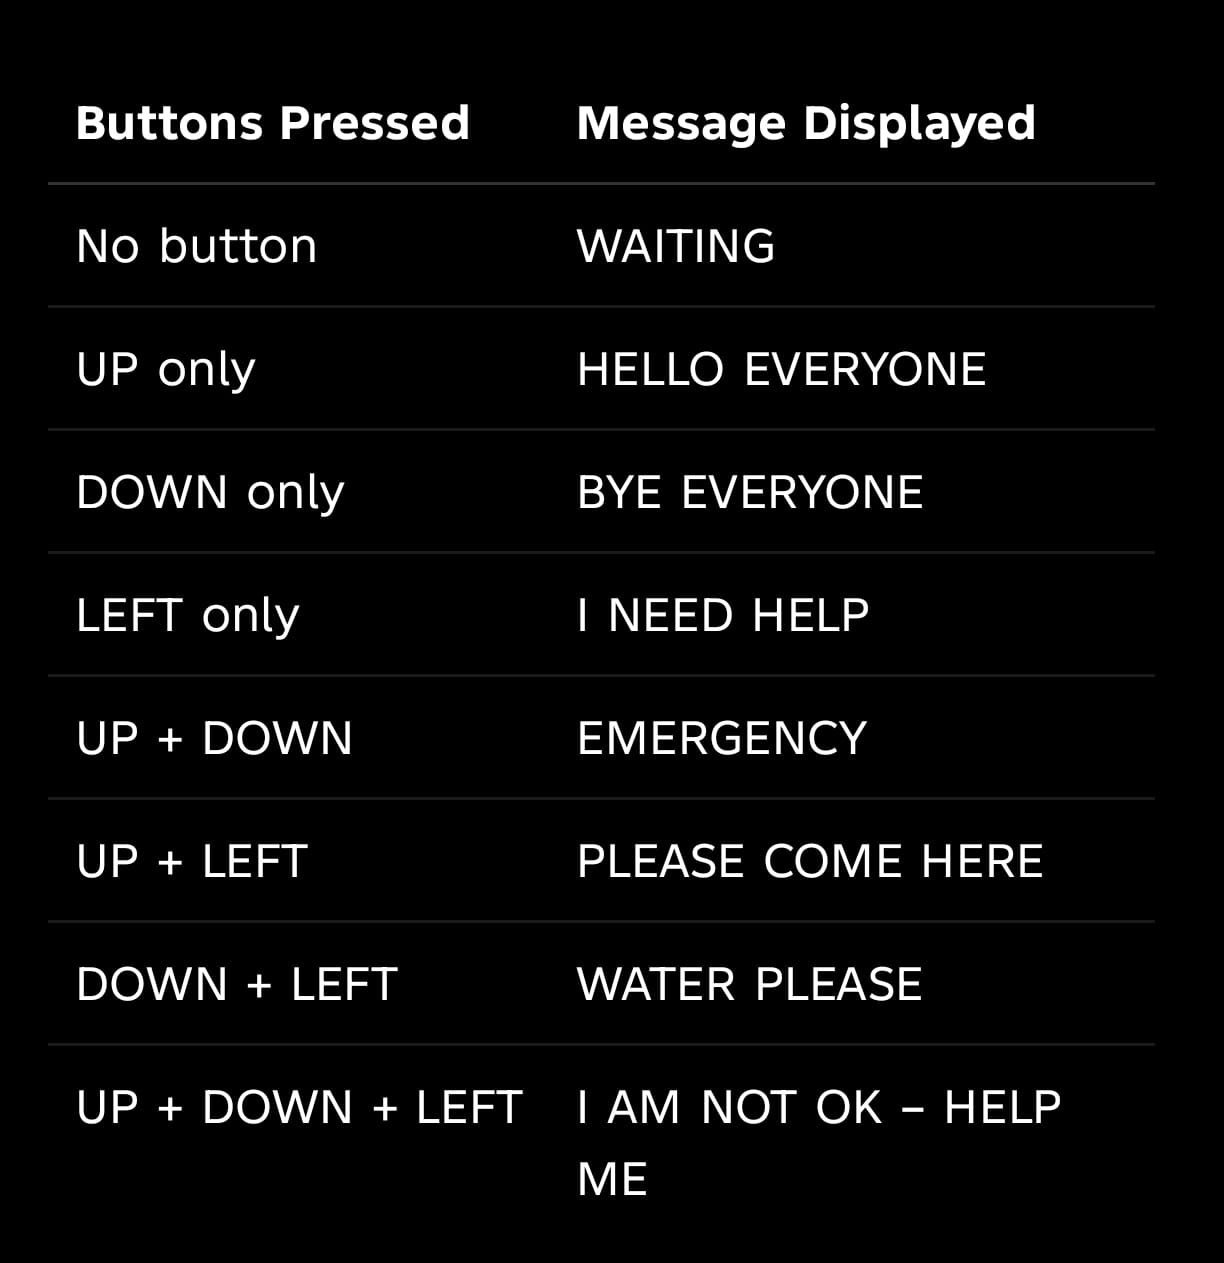 Buttons Pressed Message Displayed
No button WAITING
UP only HELLO EVERYONE
DOWN only BYE EVERYONE
LEFT only I NEED HELP
UP + DOWN EMERGENCY
UP + LEFT PLEASE COME HERE
DOWN + LEFT WATER PLEASE
UP + DOWN + LEFT I AM NOT OK – HELP
ME